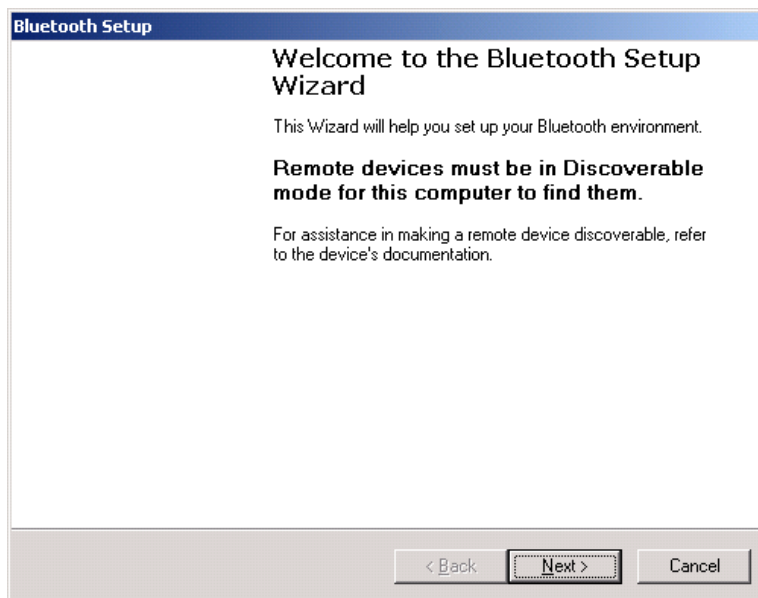 Bluetooth Setup
Welcome to the Bluetooth Setup
Wizard
This Wizard will help you set up your Bluetooth environment.
Remote devices must be in Discoverable
mode for this computer to find them.
For assistance in making a remote device discoverable, refer
to the device's documentation.
< Back
Next >
Cancel